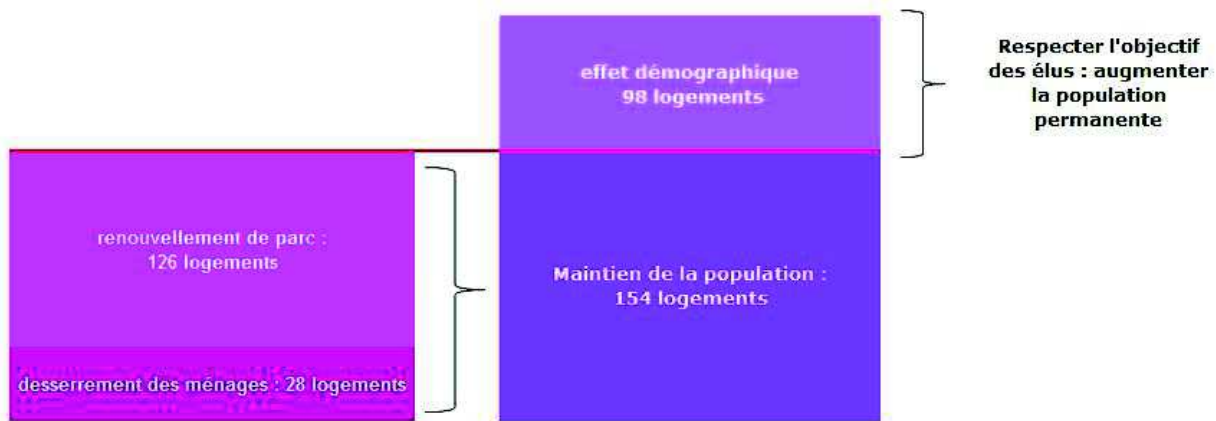 effet démographique
98 logements
Respecter l'objectif
des élus : augmenter
la population
permanente
renouvellement de parc :
126 logements
Maintien de la population :
154 logements
desserrement des ménages : 28 logements